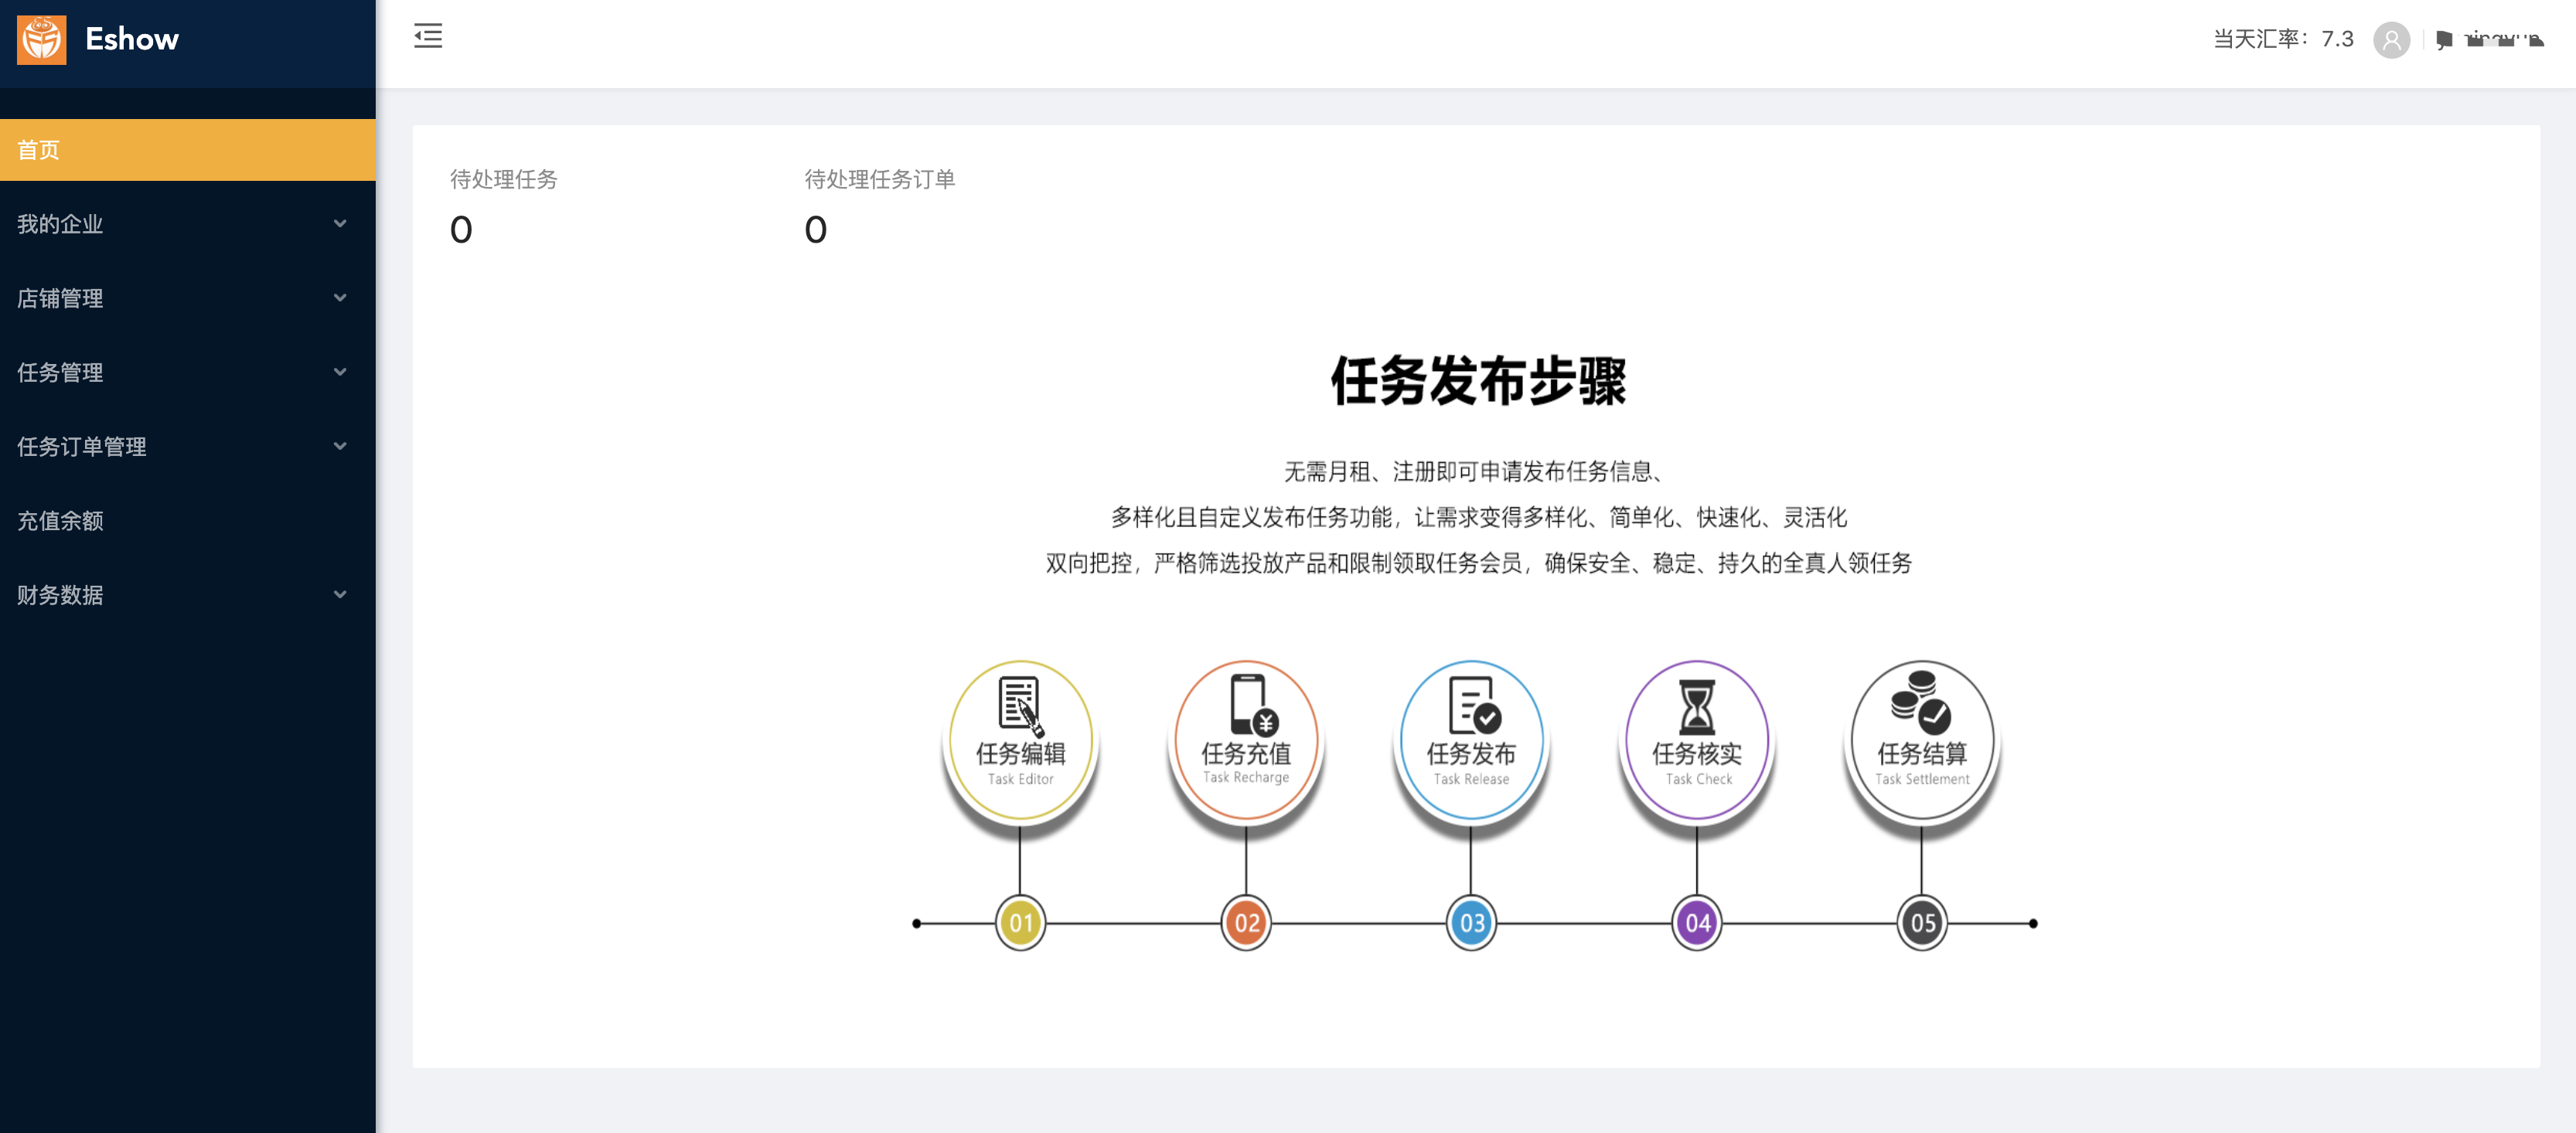 Eshow
当天汇率：7.3
首页
我的企业
店铺管理
任务管理
任务订单管理
充值余额
财务数据
待处理任务
0
待处理任务订单
0
任务发布步骤
无需月租、注册即可申请发布任务信息、
多样化且自定义发布任务功能，让需求变得多样化、简单化、快速化、灵活化
双向把控，严格筛选投放产品和限制领取任务会员，确保安全、稳定、持久的全真人领任务
任务编辑
Task Editor
任务充值
Task Recharge
任务发布
Task Release
任务核实
Task Check
任务结算
Task Settlement
01
02
03
04
05